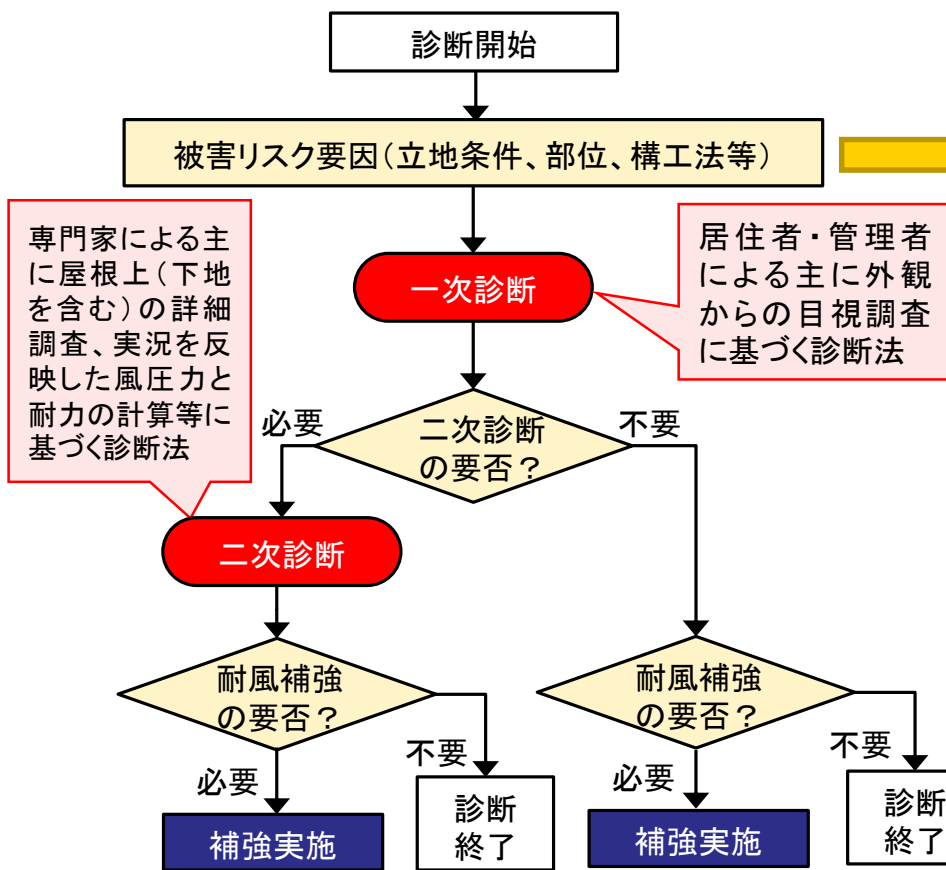 診断開始
被害リスク要因(立地条件、部位、構工法等)
専門家による主
に屋根上(下地
を含む)の詳細
調査、実況を反
映した風圧力と
耐力の計算等に
基づく診断法
一次診断
居住者・管理者
による主に外観
からの目視調査
に基づく診断法
必要
二次診断
の要否?
不要
二次診断
耐風補強
の要否?
耐風補強
の要否?
必要
不要
必要
不要
補強実施
診断
終了
補強実施
診断
終了